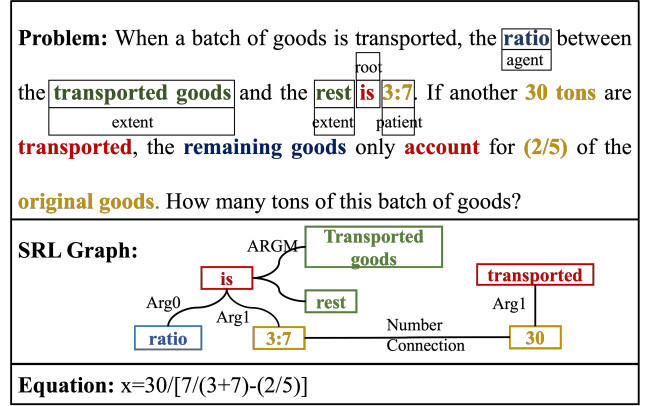 Problem: When a batch of goods is transported, the ratio between
agent
root
the transported goods and the rest is 3:7. If another 30 tons are
extent
extent
patient
transported, the remaining goods only account for (2/5) of the
original goods. How many tons of this batch of goods?
SRL Graph:
ARGM
Transported
goods
is
transported
rest
Arg0
Arg1
Arg1
ratio
3:7
Number
Connection
30
Equation: x=30/[7/(3+7)-(2/5)]